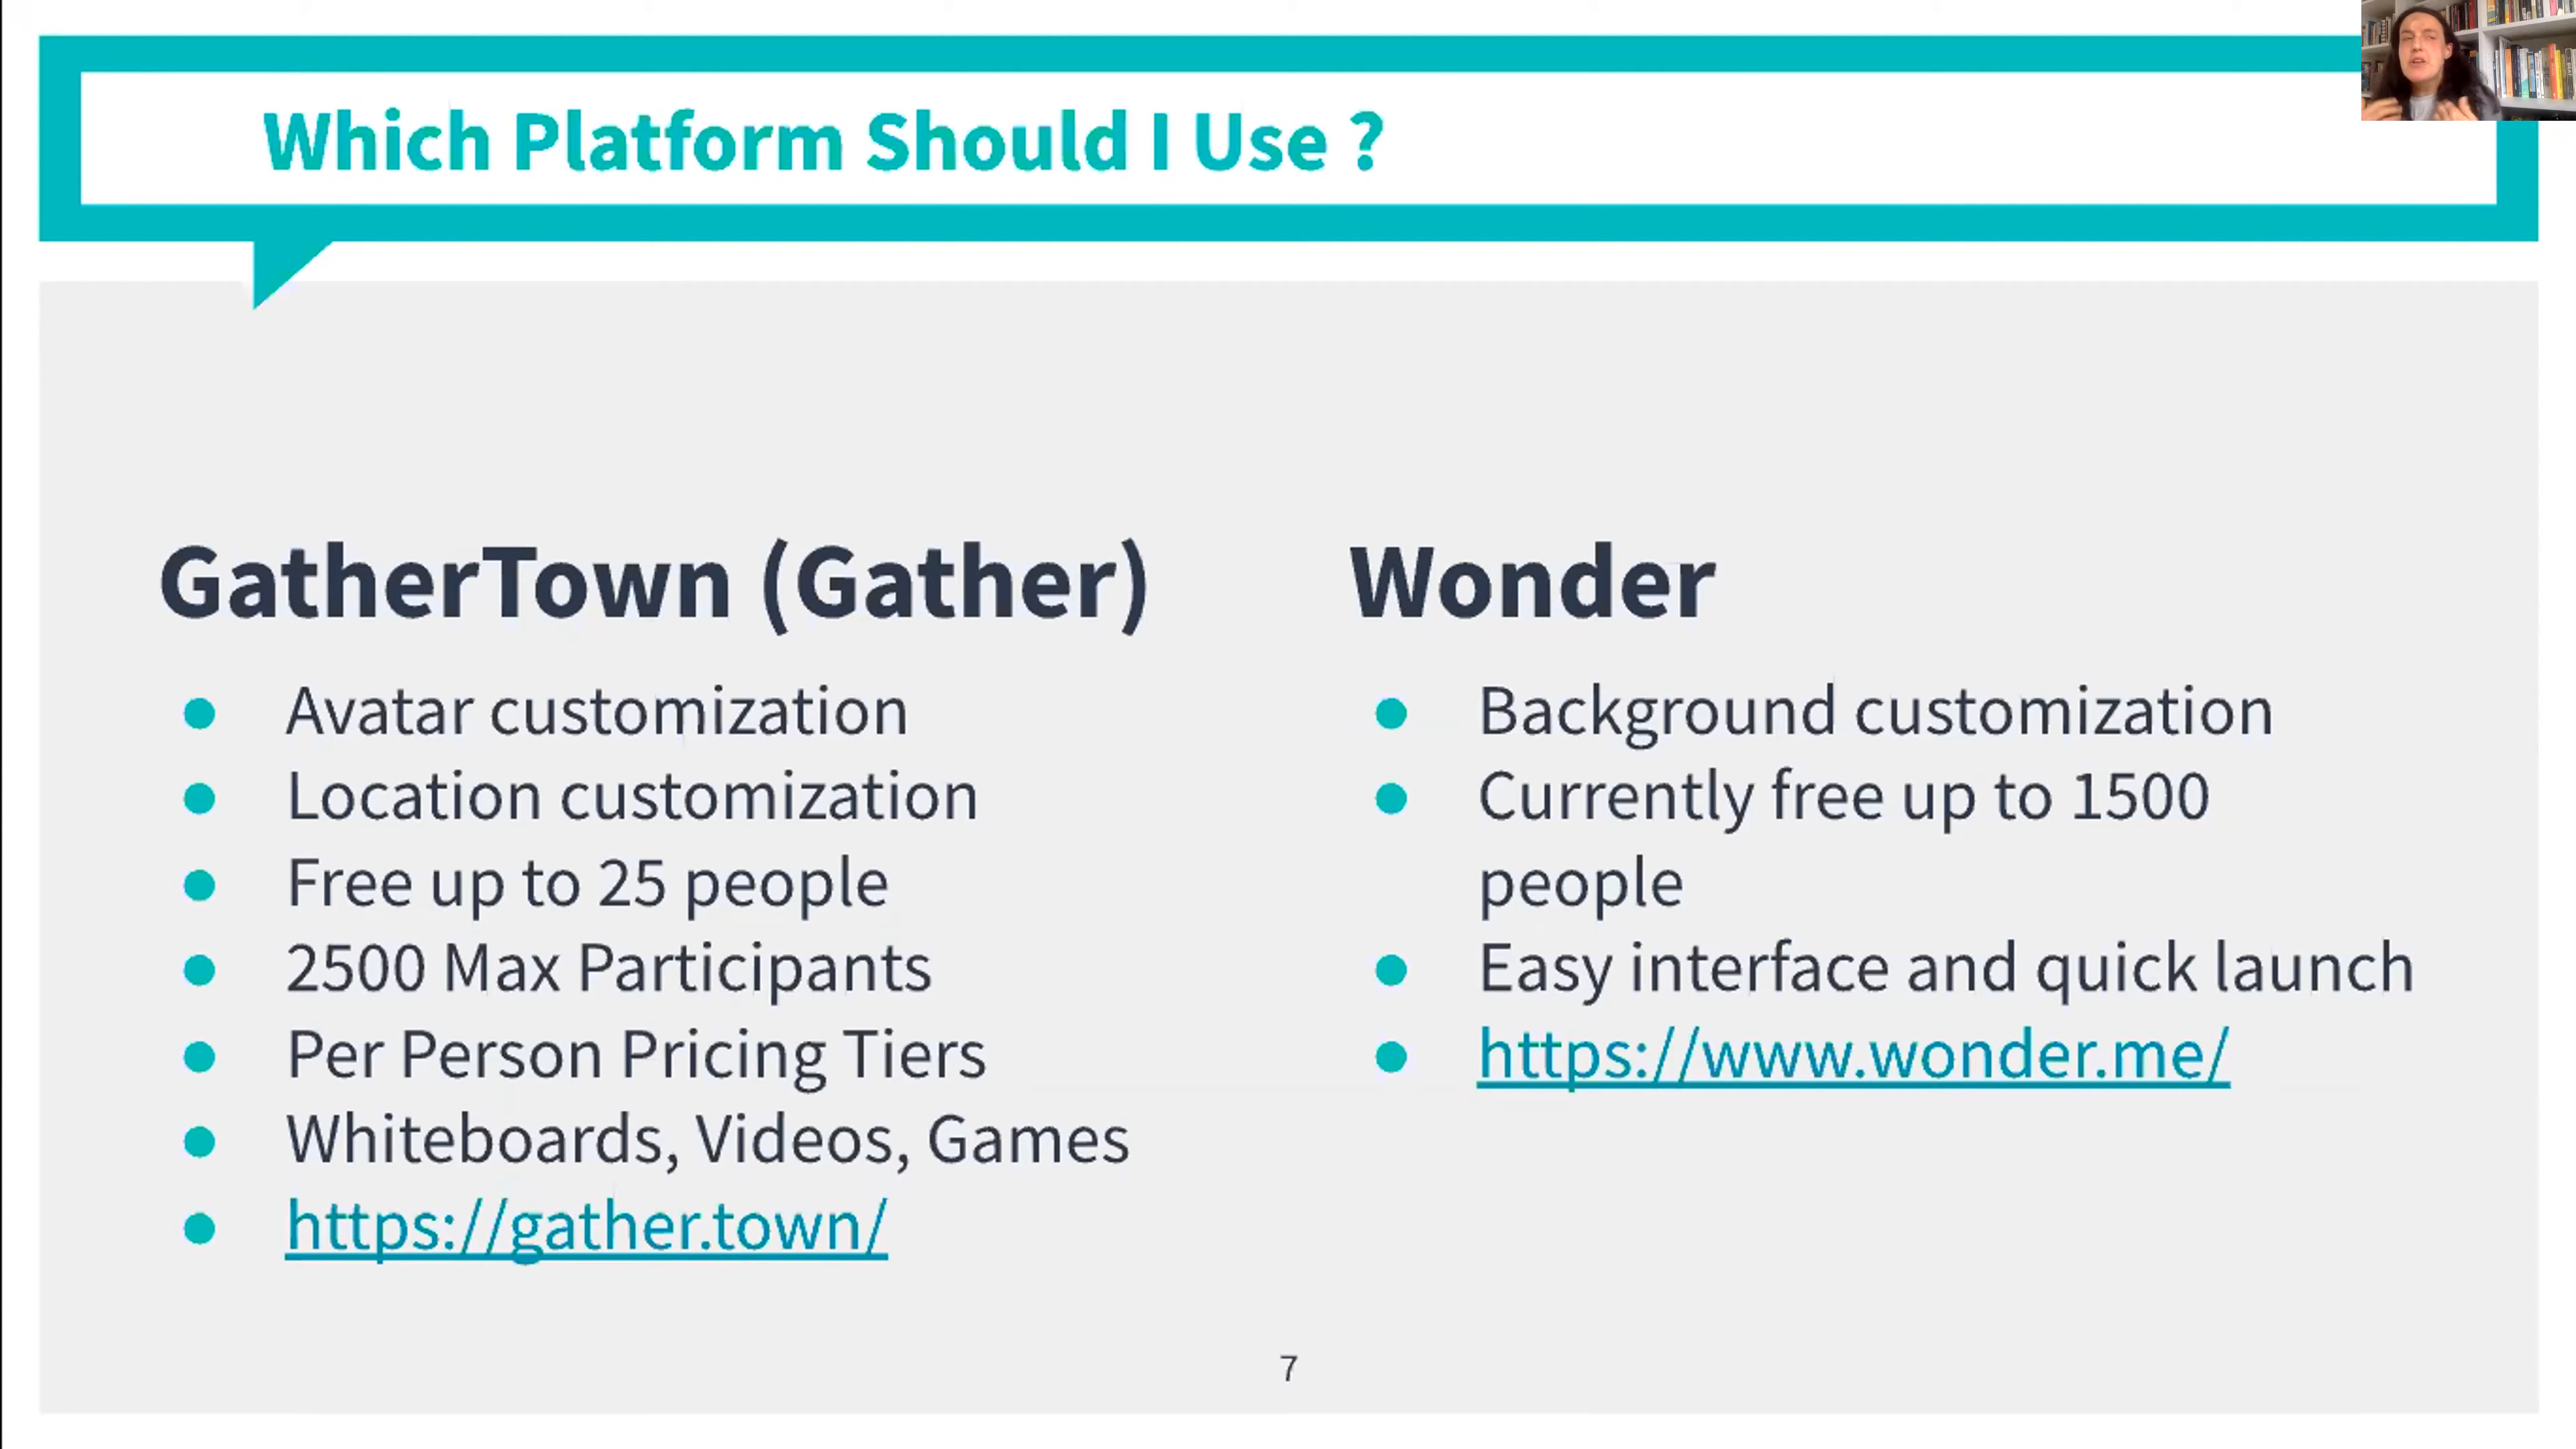 Which Platform Should I Use ?
GatherTown (Gather)
● Avatar customization
● Location customization
● Free up to 25 people
● 2500 Max Participants
● Per Person Pricing Tiers
● Whiteboards, Videos, Games
● https://gather.town/
Wonder
● Background customization
● Currently free up to 1500
people
● Easy interface and quick launch
● https://www.wonder.me/
7